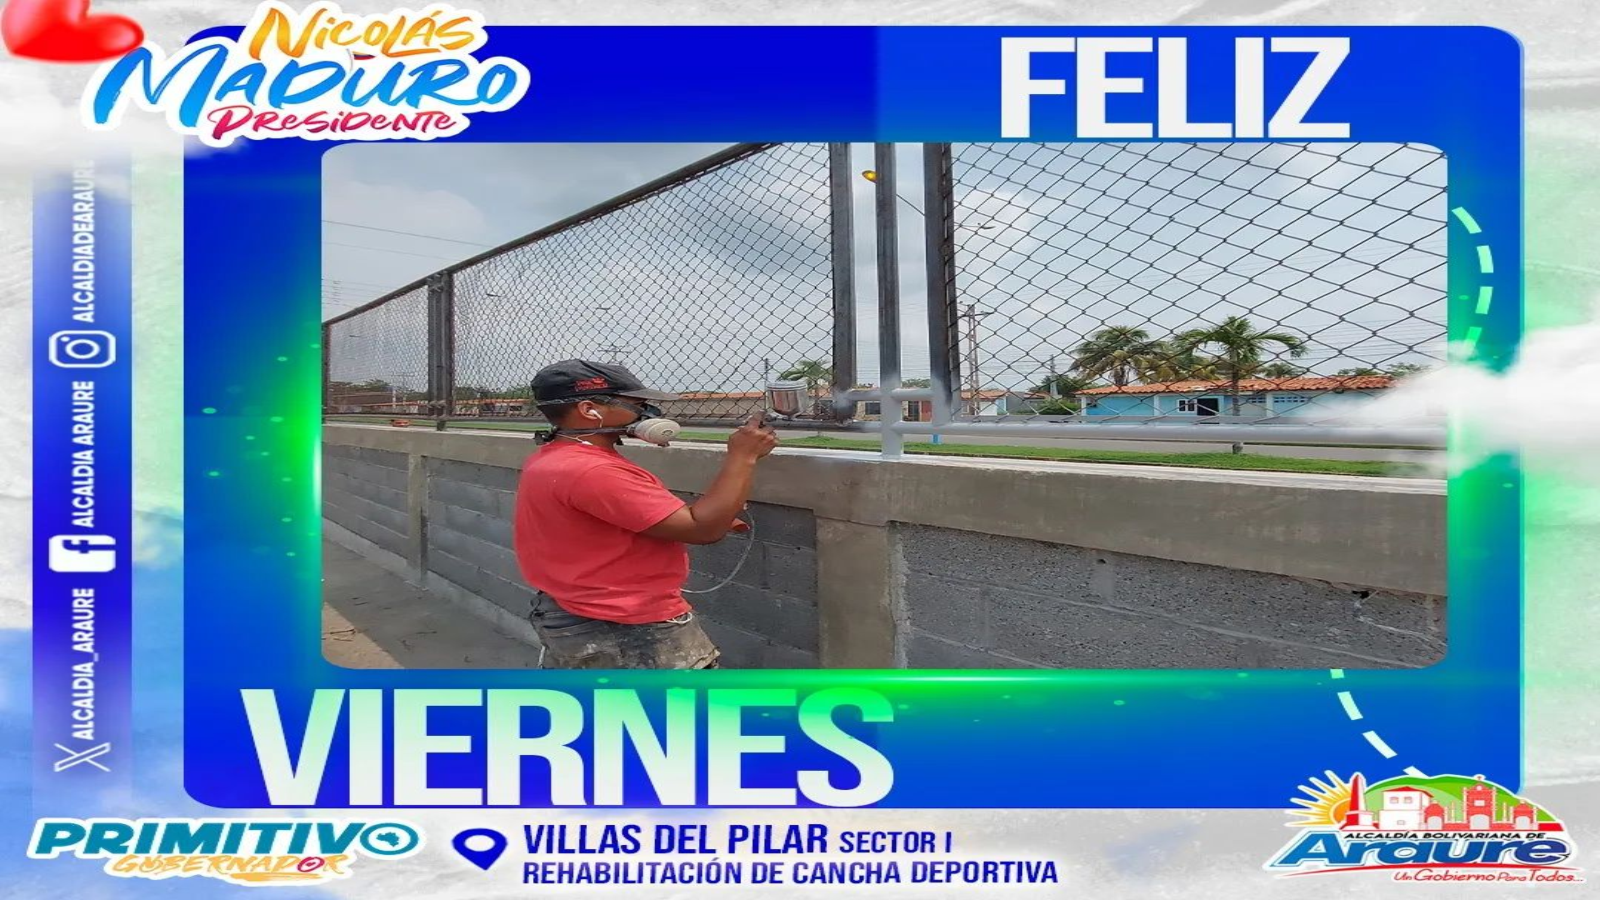 NICOLÁS
MADURO
PRESIDENTE
FELIZ
ALCALDIADEARAURE
ALCALDIA ARAURE
ALCALDIA_ARAURE
VIERNES
PRIMITIVO
GOBERNADOR
VILLAS DEL PILAR SECTOR I
REHABILITACIÓN DE CANCHA DEPORTIVA
ALCALDÍA BOLIVARIANA DE
Araure
Un Gobierno Para Todos...